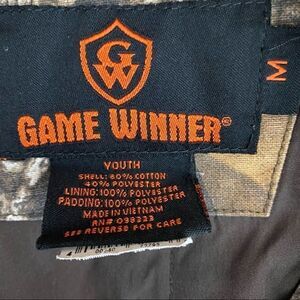 GW
GAME WINNER®
M
YOUTH
SHELL: 60% COTTON
40% POLYESTER
LINING: 100% POLYESTER
PADDING: 100% POLYESTER
MADE IN VIETNAM
RN# 098323
SEE REVERSE FOR CARE